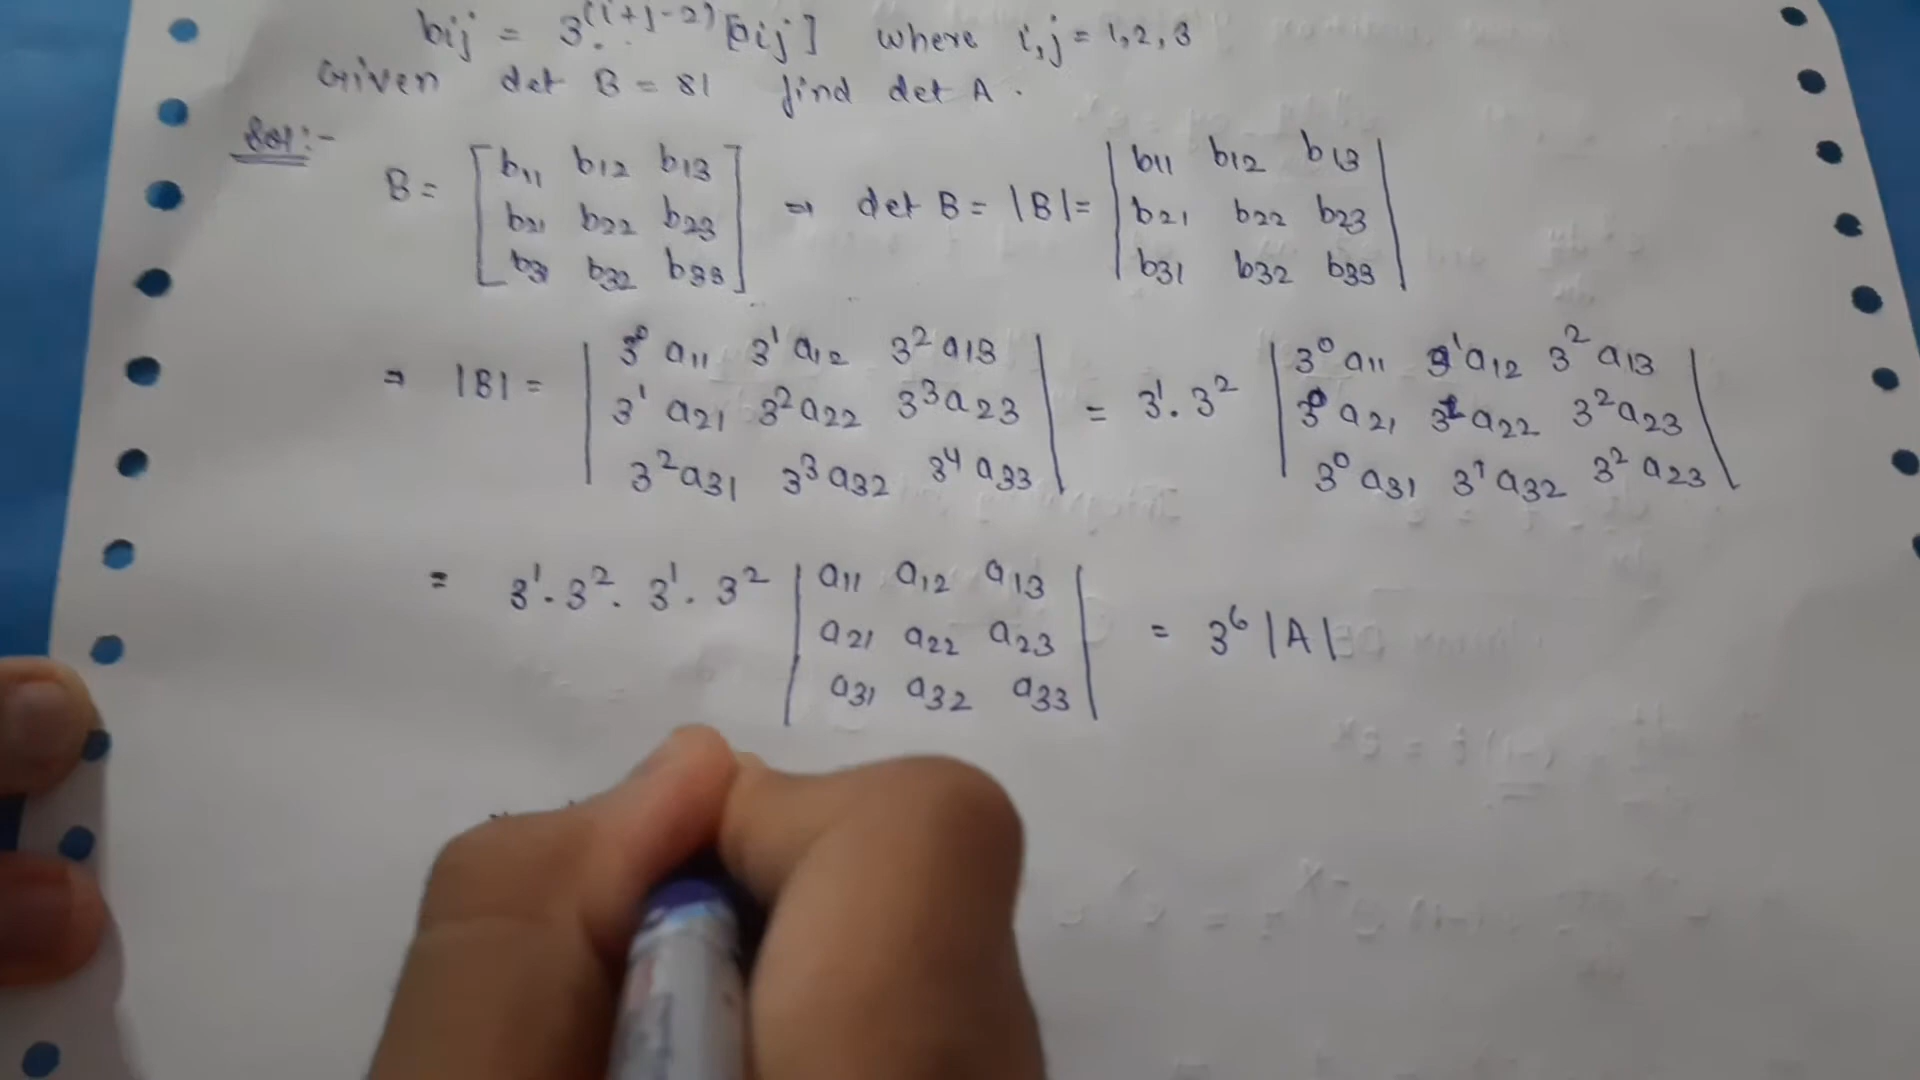 bij = 3^(i+j-2) [aij] where i,j = 1,2,3
Given det B = 81 find det A.
Sol:-
B = [b11 b12 b13
b21 b22 b23
b31 b32 b33] ⇒ det B = |B| = |b11 b12 b13
b21 b22 b23
b31 b32 b33|
⇒ |B| = |3^0 a11 3^1 a12 3^2 a13
3^1 a21 3^2 a22 3^3 a23
3^2 a31 3^3 a32 3^4 a33| = 3^1 . 3^2 |3^0 a11 3^1 a12 3^2 a13
3^0 a21 3^1 a22 3^2 a23
3^0 a31 3^1 a32 3^2 a23|
= 3^1 . 3^2 . 3^1 . 3^2 |a11 a12 a13
a21 a22 a23
a31 a32 a33| = 3^6 |A|